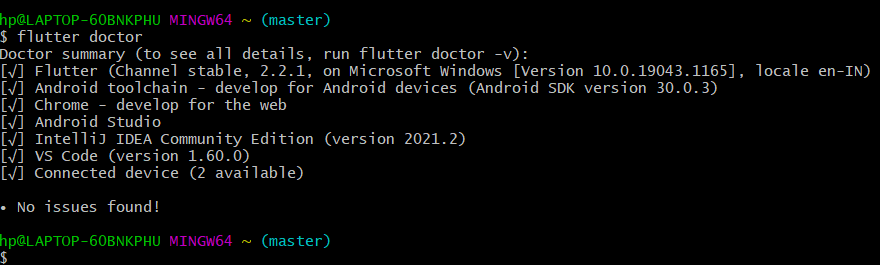 hp@LAPTOP-6OBNKPHU MINGW64 ~ (master)
$ flutter doctor
Doctor summary (to see all details, run flutter doctor -v):
[√] Flutter (Channel stable, 2.2.1, on Microsoft Windows [Version 10.0.19043.1165], locale en-IN)
[√] Android toolchain - develop for Android devices (Android SDK version 30.0.3)
[√] Chrome - develop for the web
[√] Android Studio
[√] IntelliJ IDEA Community Edition (version 2021.2)
[√] VS Code (version 1.60.0)
[√] Connected device (2 available)
• No issues found!
hp@LAPTOP-6OBNKPHU MINGW64 ~ (master)
$